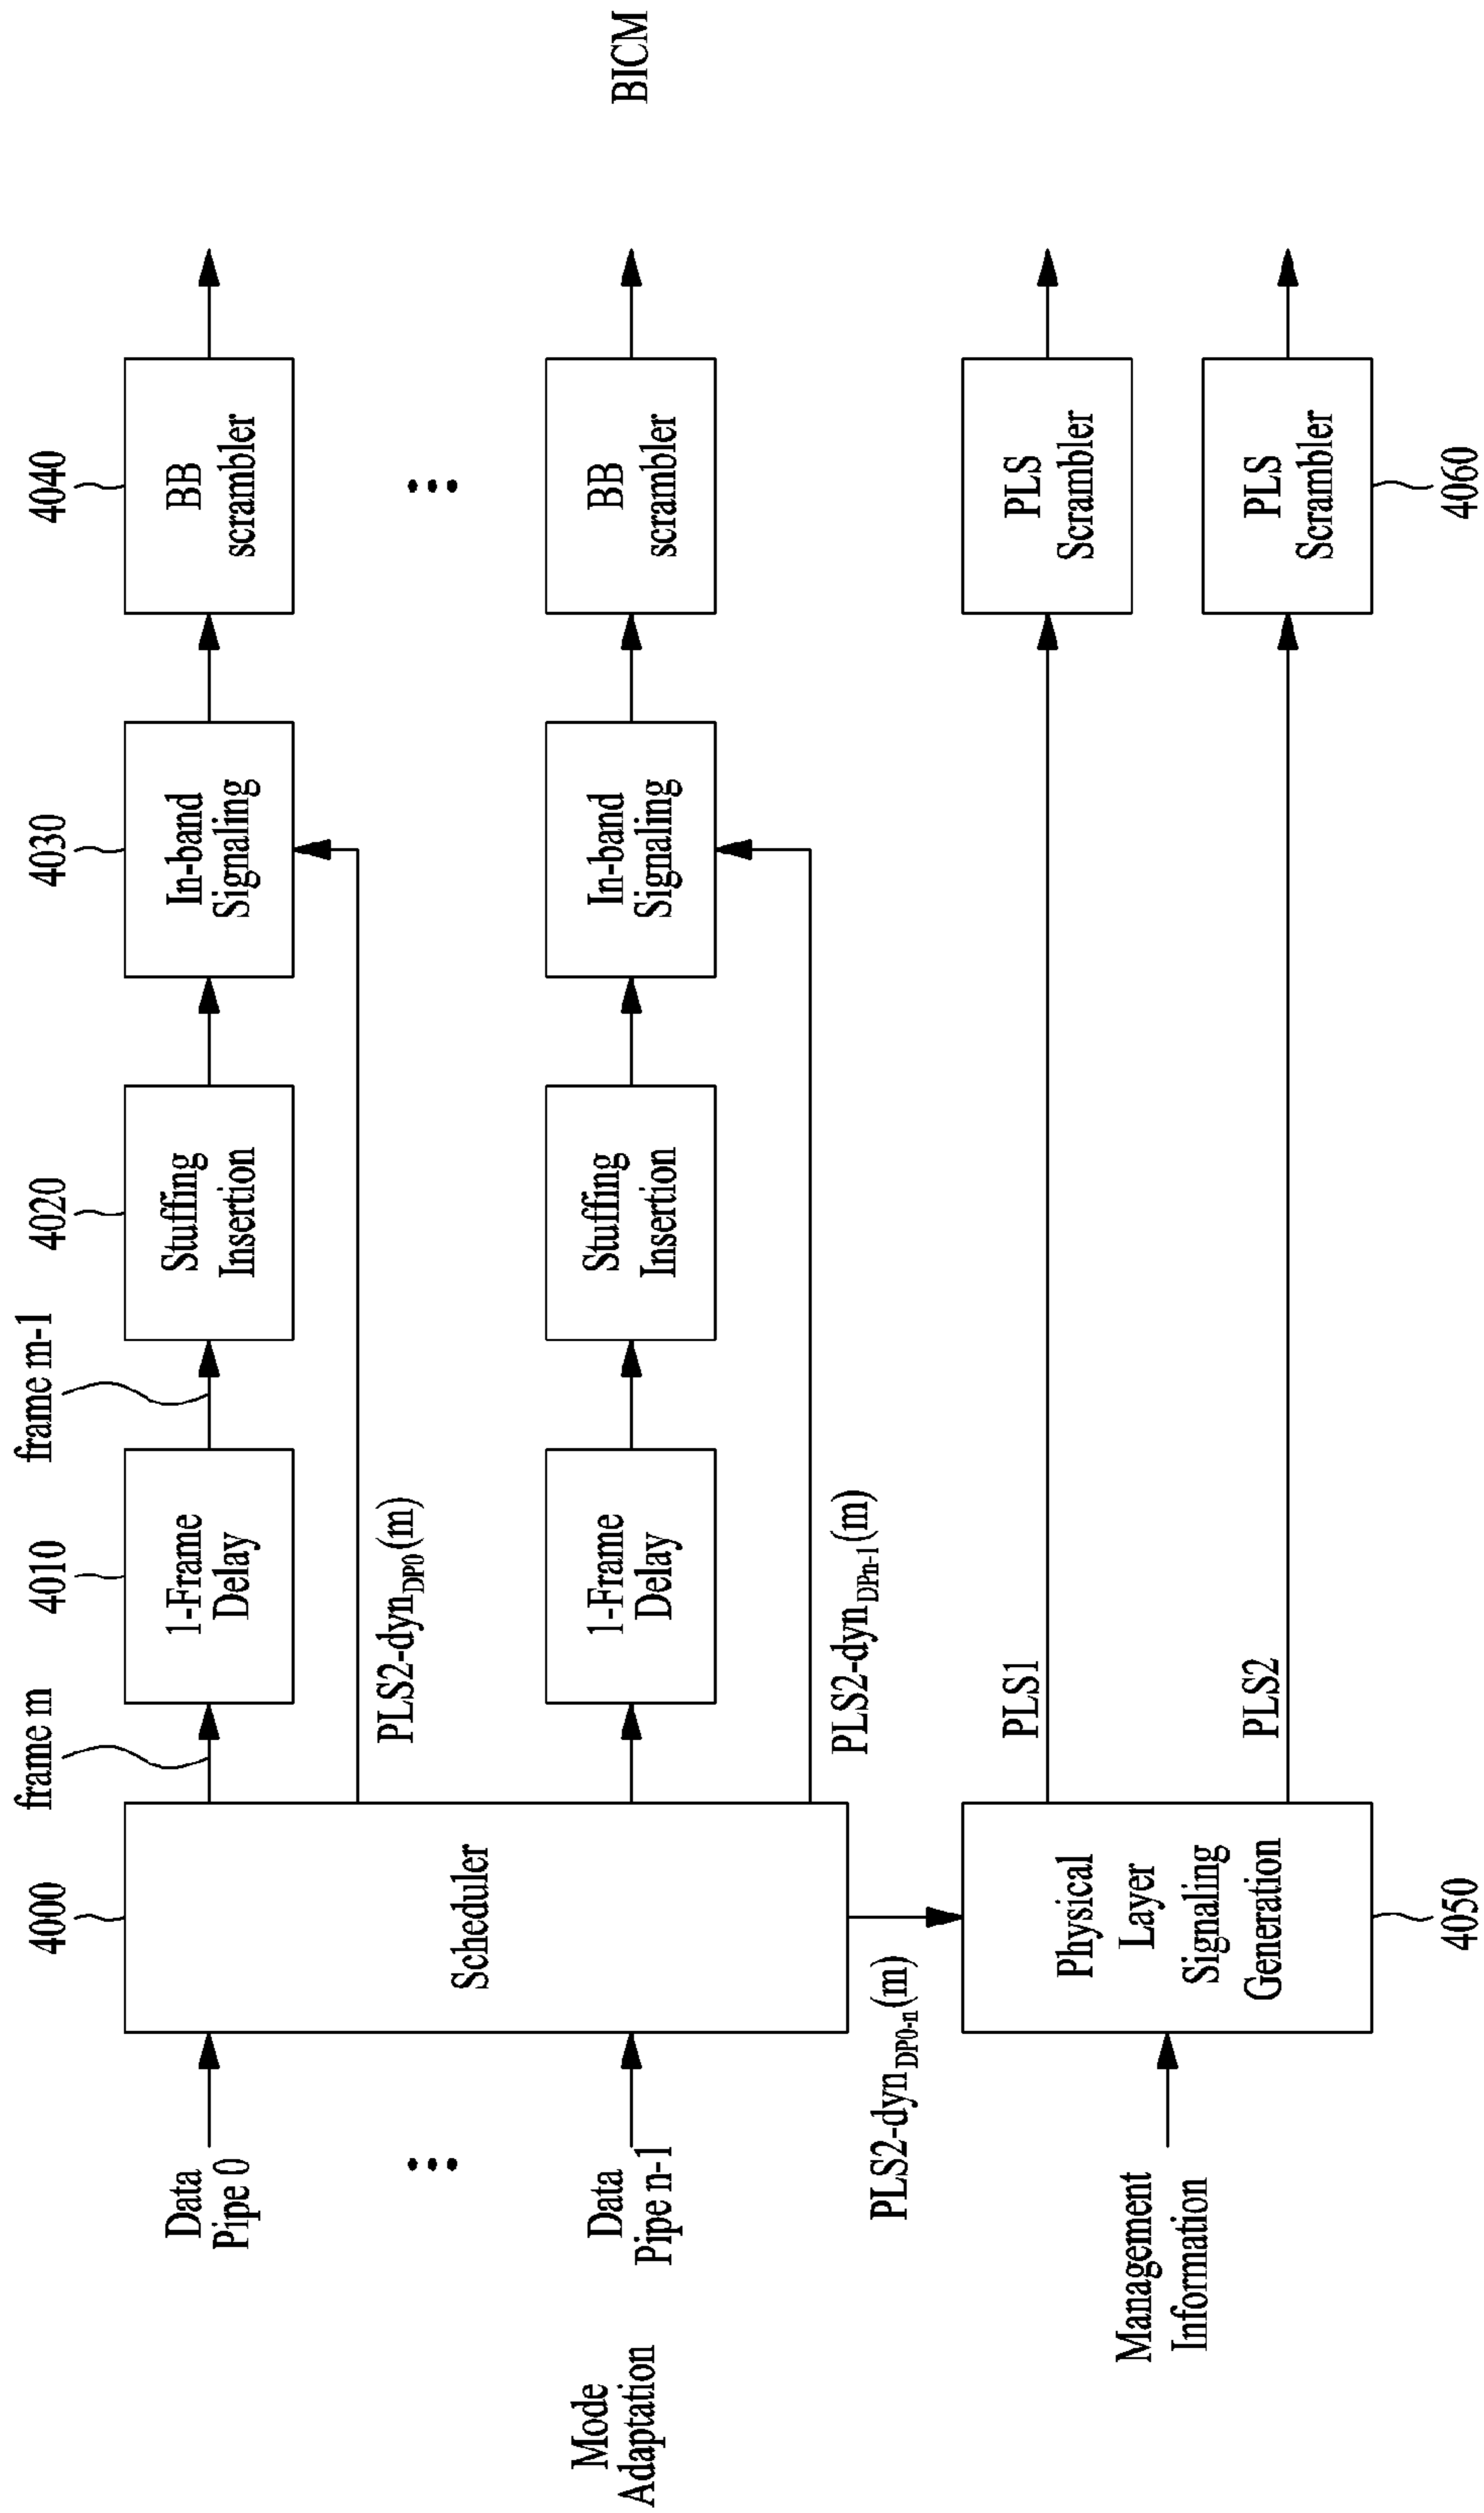 4000
frame m
4010
frame m-1
4020
4030
4040
Data
Pipe 0
1-Frame
Delay
Stuffing
Insertion
In-band
Signaling
BB
scrambler
Scheduler
PLS2-dynDP0(m)
Mode
Adaptation
Data
Pipe n-1
1-Frame
Delay
Stuffing
Insertion
In-band
Signaling
BB
scrambler
BICM
PLS2-dynDPn-1(m)
PLS2-dynDP0-n(m)
Management
Information
Physical
Layer
Signaling
Generation
PLS1
PLS
Scrambler
PLS2
PLS
Scrambler
4050
4060